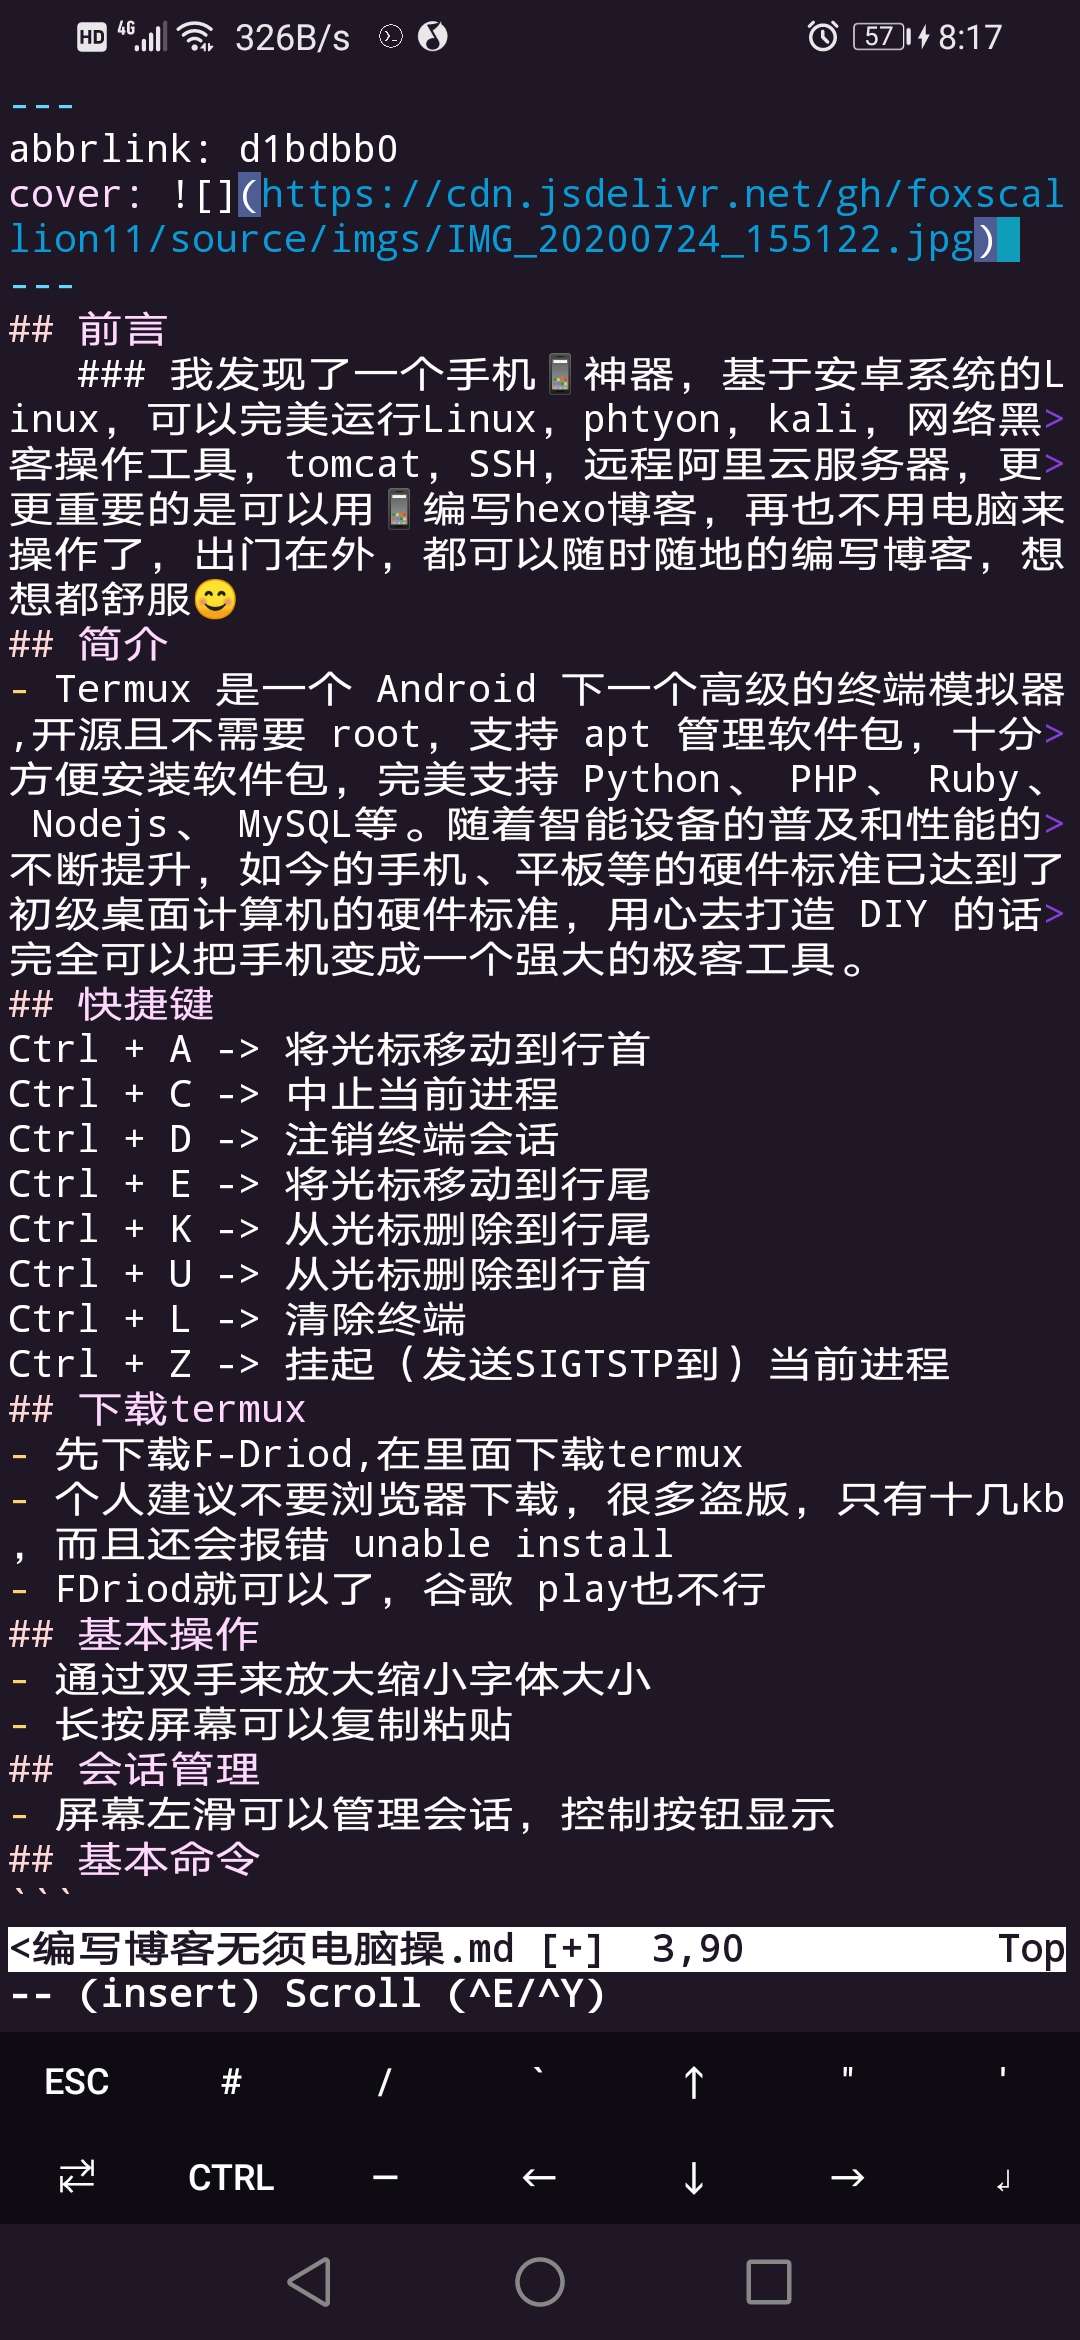 HD 4G 326B/s 57 8:17
---
abbrlink: d1bdbb0
cover: ![](https://cdn.jsdelivr.net/gh/foxscal
lion11/source/imgs/IMG_20200724_155122.jpg)
---
## 前言
### 我发现了一个手机📱神器，基于安卓系统的L
inux，可以完美运行Linux，phtyon，kali，网络黑>
客操作工具，tomcat，SSH，远程阿里云服务器，更>
更重要的是可以用📱编写hexo博客，再也不用电脑来
操作了，出门在外，都可以随时随地的编写博客，想
想都舒服😊
## 简介
- Termux 是一个 Android 下一个高级的终端模拟器
,开源且不需要 root，支持 apt 管理软件包，十分>
方便安装软件包，完美支持 Python、 PHP、 Ruby、
Nodejs、 MySQL等。随着智能设备的普及和性能的>
不断提升，如今的手机、平板等的硬件标准已达到了
初级桌面计算机的硬件标准，用心去打造 DIY 的话>
完全可以把手机变成一个强大的极客工具。
## 快捷键
Ctrl + A -> 将光标移动到行首
Ctrl + C -> 中止当前进程
Ctrl + D -> 注销终端会话
Ctrl + E -> 将光标移动到行尾
Ctrl + K -> 从光标删除到行尾
Ctrl + U -> 从光标删除到行首
Ctrl + L -> 清除终端
Ctrl + Z -> 挂起（发送SIGTSTP到）当前进程
## 下载termux
- 先下载F-Driod,在里面下载termux
- 个人建议不要浏览器下载，很多盗版，只有十几kb
，而且还会报错 unable install
- FDriod就可以了，谷歌 play也不行
## 基本操作
- 通过双手来放大缩小字体大小
- 长按屏幕可以复制粘贴
## 会话管理
- 屏幕左滑可以管理会话，控制按钮显示
## 基本命令
```
<编写博客无须电脑操.md [+] 3,90 Top
-- (insert) Scroll (^E/^Y)
ESC # / ` ↑ " '
⇄ CTRL — ← ↓ → ↲